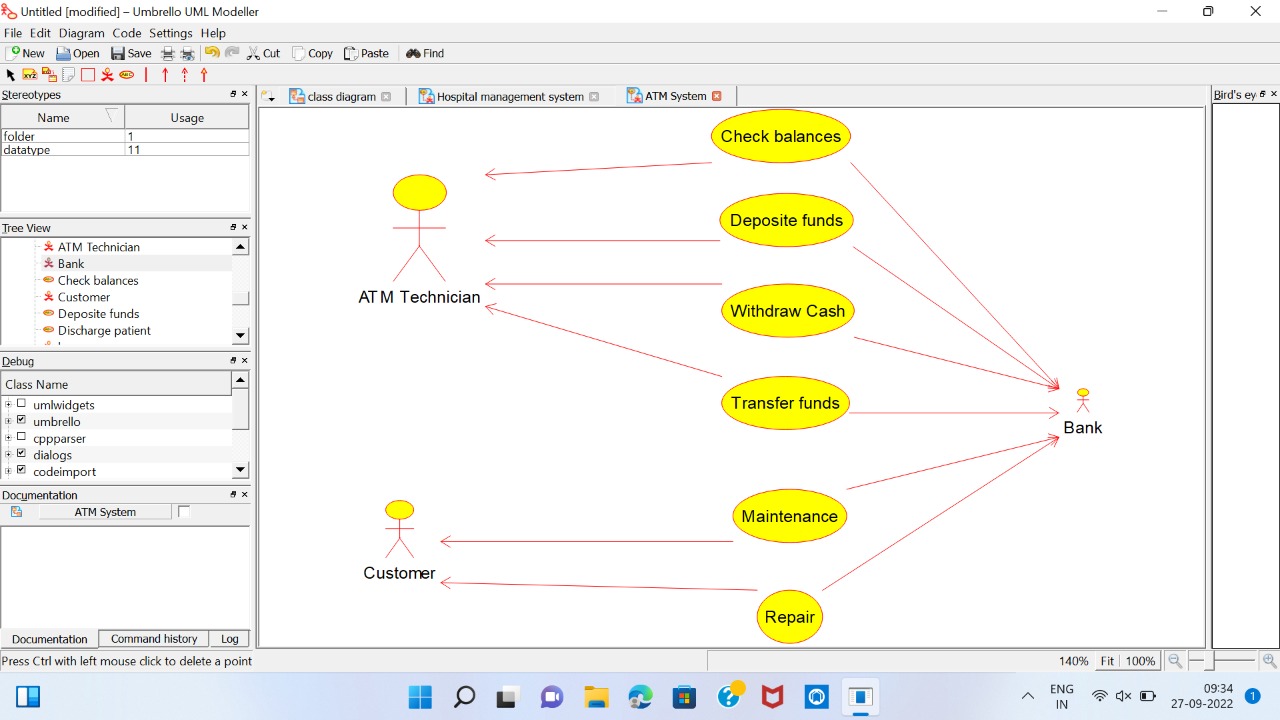 Untitled [modified] – Umbrello UML Modeller
File Edit Diagram Code Settings Help
New Open Save Cut Copy Paste Find
Stereotypes
Name Usage
folder 1
datatype 11
Tree View
ATM Technician
Bank
Check balances
Customer
Deposite funds
Discharge patient
Debug
Class Name
umlwidgets
umbrello
cppparser
dialogs
codeimport
Documentation
ATM System
Documentation Command history Log
Press Ctrl with left mouse click to delete a point
class diagram Hospital management system ATM System
Check balances
Deposite funds
Withdraw Cash
Transfer funds
Maintenance
Repair
ATM Technician
Customer
Bank
Bird's ey
140% Fit 100%
ENG
IN
09:34
27-09-2022
1